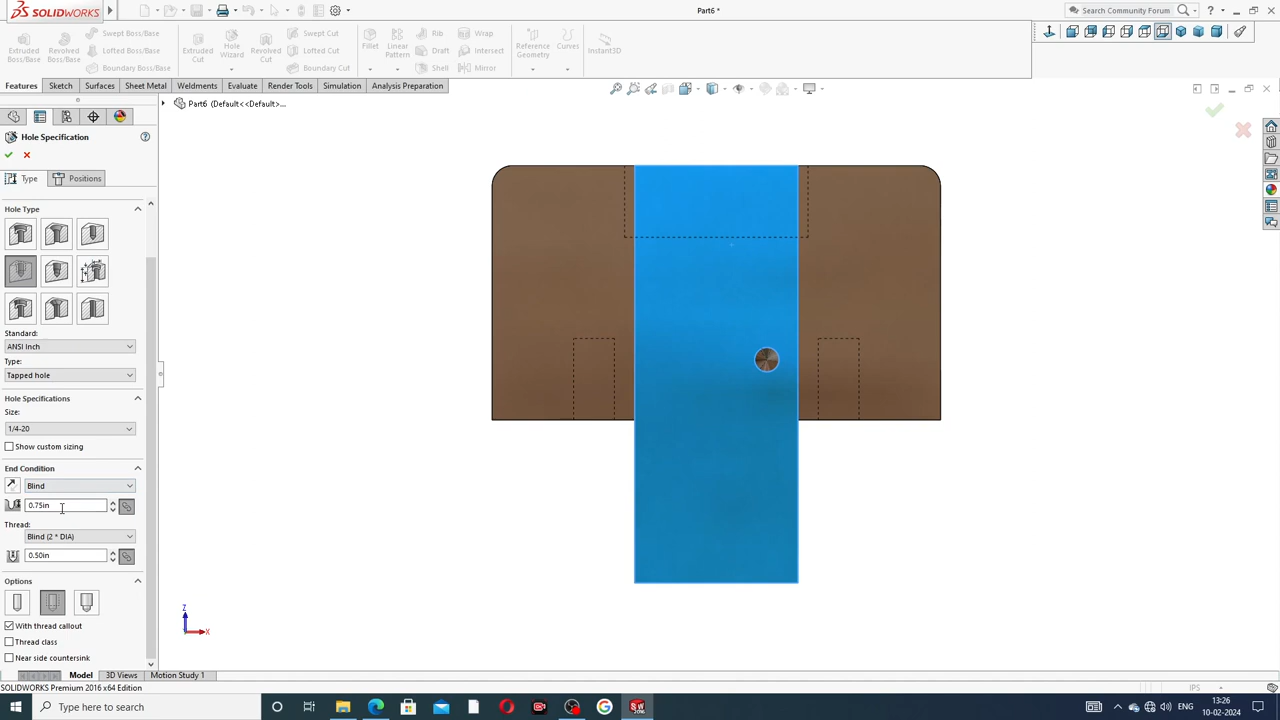 SOLIDWORKS
Part6 *
Search Community Forum
Extruded Boss/Base
Revolved Boss/Base
Swept Boss/Base
Lofted Boss/Base
Boundary Boss/Base
Extruded Cut
Hole Wizard
Revolved Cut
Swept Cut
Lofted Cut
Boundary Cut
Fillet
Linear Pattern
Rib
Draft
Shell
Wrap
Intersect
Mirror
Reference Geometry
Curves
Instant3D
Features
Sketch
Surfaces
Sheet Metal
Weldments
Evaluate
Render Tools
Simulation
Analysis Preparation
Part6 (Default<<Default>...
Hole Specification
Type
Positions
Hole Type
Standard:
ANSI Inch
Type:
Tapped hole
Hole Specifications
Size:
1/4-20
Show custom sizing
End Condition
Blind
0.75in
Thread:
Blind (2 * DIA)
0.50in
Options
With thread callout
Thread class
Near side countersink
Z
X
Model
3D Views
Motion Study 1
SOLIDWORKS Premium 2016 x64 Edition
IPS
Type here to search
ENG
13:26
10-02-2024